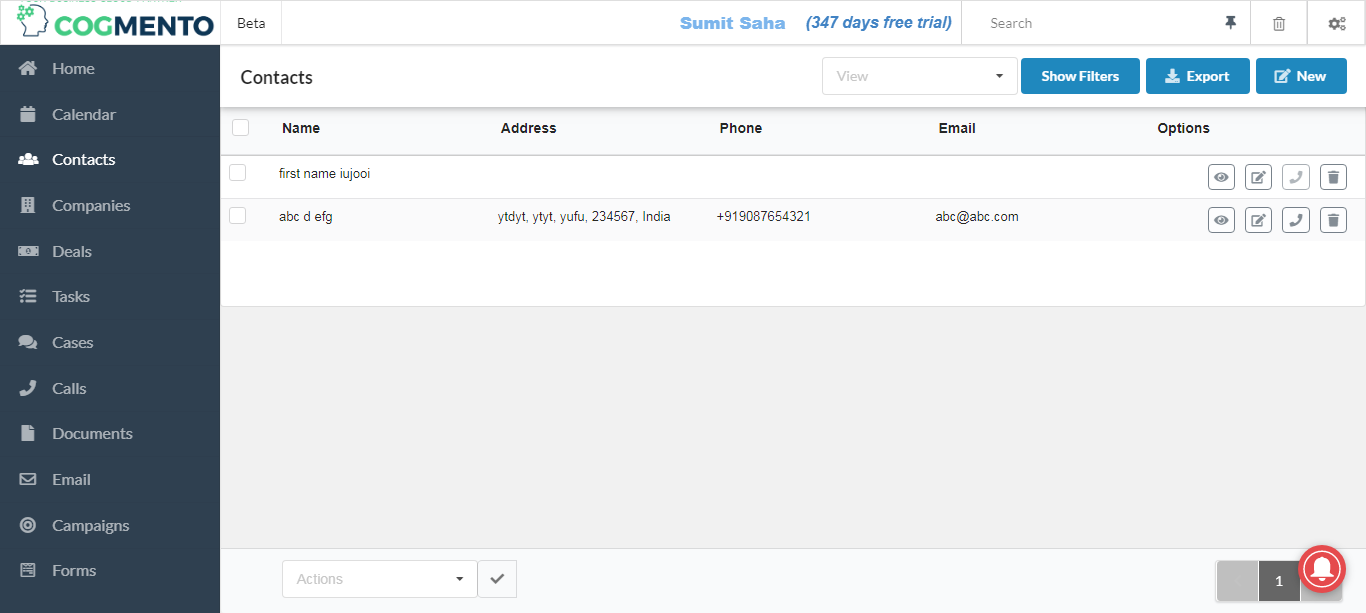 COGMENTO
Beta
Sumit Saha
(347 days free trial)
Search
Home
Calendar
Contacts
Companies
Deals
Tasks
Cases
Calls
Documents
Email
Campaigns
Forms
Contacts
View
Show Filters
Export
New
Name Address Phone Email Options
first name iujooi
abc d efg ytdyt, ytyt, yufu, 234567, India +919087654321 abc@abc.com
Actions
1